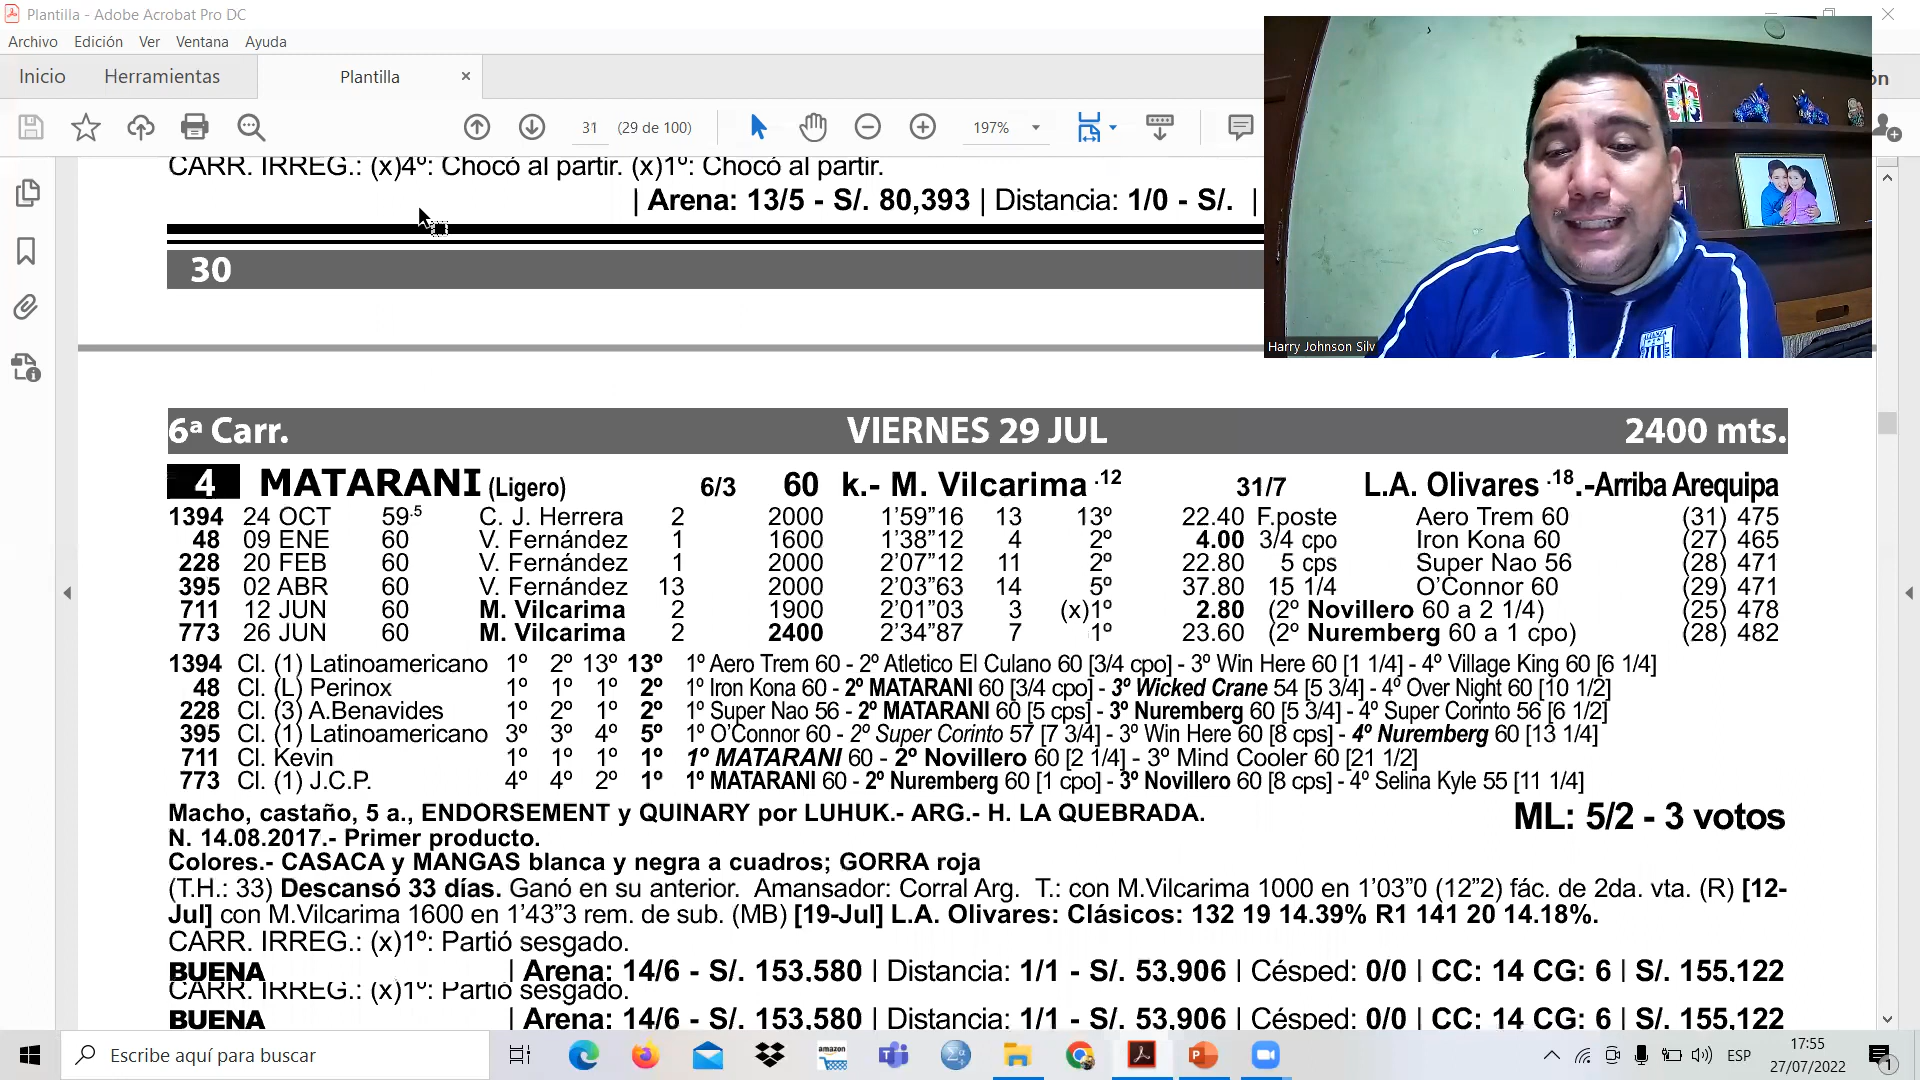 Plantilla - Adobe Acrobat Pro DC
Archivo Edición Ver Ventana Ayuda
Inicio Herramientas Plantilla ×
31 (29 de 100) 197%
CARR. IRREG.: (x)4º: Chocó al partir. (x)1º: Chocó al partir.
| Arena: 13/5 - S/. 80,393 | Distancia: 1/0 - S/. |
30
Harry Johnson Silv
6ª Carr. VIERNES 29 JUL 2400 mts.
4 MATARANI (Ligero) 6/3 60 k.- M. Vilcarima .12 31/7 L.A. Olivares .18.-Arriba Arequipa
1394 24 OCT 59.5 C. J. Herrera 2 2000 1'59"16 13 13º 22.40 F.poste Aero Trem 60 (31) 475
48 09 ENE 60 V. Fernández 1 1600 1'38"12 4 2º 4.00 3/4 cpo Iron Kona 60 (27) 465
228 20 FEB 60 V. Fernández 1 2000 2'07"12 11 2º 22.80 5 cps Super Nao 56 (28) 471
395 02 ABR 60 V. Fernández 13 2000 2'03"63 14 5º 37.80 15 1/4 O'Connor 60 (29) 471
711 12 JUN 60 M. Vilcarima 2 1900 2'01"03 3 (x)1º 2.80 (2º Novillero 60 a 2 1/4) (25) 478
773 26 JUN 60 M. Vilcarima 2 2400 2'34"87 7 1º 23.60 (2º Nuremberg 60 a 1 cpo) (28) 482
1394 Cl. (1) Latinoamericano 1º 2º 13º 13º 1º Aero Trem 60 - 2º Atletico El Culano 60 [3/4 cpo] - 3º Win Here 60 [1 1/4] - 4º Village King 60 [6 1/4]
48 Cl. (L) Perinox 1º 1º 1º 2º 1º Iron Kona 60 - 2º MATARANI 60 [3/4 cpo] - 3º Wicked Crane 54 [5 3/4] - 4º Over Night 60 [10 1/2]
228 Cl. (3) A.Benavides 1º 2º 1º 2º 1º Super Nao 56 - 2º MATARANI 60 [5 cps] - 3º Nuremberg 60 [5 3/4] - 4º Super Corinto 56 [6 1/2]
395 Cl. (1) Latinoamericano 3º 3º 4º 5º 1º O'Connor 60 - 2º Super Corinto 57 [7 3/4] - 3º Win Here 60 [8 cps] - 4º Nuremberg 60 [13 1/4]
711 Cl. Kevin 1º 1º 1º 1º 1º MATARANI 60 - 2º Novillero 60 [2 1/4] - 3º Mind Cooler 60 [21 1/2]
773 Cl. (1) J.C.P. 4º 4º 2º 1º 1º MATARANI 60 - 2º Nuremberg 60 [1 cpo] - 3º Novillero 60 [8 cps] - 4º Selina Kyle 55 [11 1/4]
Macho, castaño, 5 a., ENDORSEMENT y QUINARY por LUHUK.- ARG.- H. LA QUEBRADA. ML: 5/2 - 3 votos
N. 14.08.2017.- Primer producto.
Colores.- CASACA y MANGAS blanca y negra a cuadros; GORRA roja
(T.H.: 33) Descansó 33 días. Ganó en su anterior. Amansador: Corral Arg. T.: con M.Vilcarima 1000 en 1'03"0 (12"2) fác. de 2da. vta. (R) [12-
Jul] con M.Vilcarima 1600 en 1'43"3 rem. de sub. (MB) [19-Jul] L.A. Olivares: Clásicos: 132 19 14.39% R1 141 20 14.18%.
CARR. IRREG.: (x)1º: Partió sesgado.
BUENA | Arena: 14/6 - S/. 153,580 | Distancia: 1/1 - S/. 53,906 | Césped: 0/0 | CC: 14 CG: 6 | S/. 155,122
CARR. IRREG.: (x)1º: Partió sesgado.
BUENA | Arena: 14/6 - S/. 153,580 | Distancia: 1/1 - S/. 53,906 | Césped: 0/0 | CC: 14 CG: 6 | S/. 155,122
Escribe aquí para buscar amazon ESP 17:55
27/07/2022 1